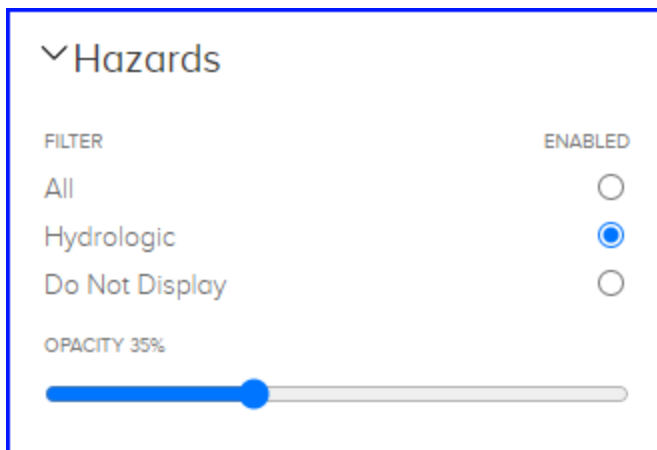 Hazards
FILTER ENABLED
All
Hydrologic
Do Not Display
OPACITY 35%